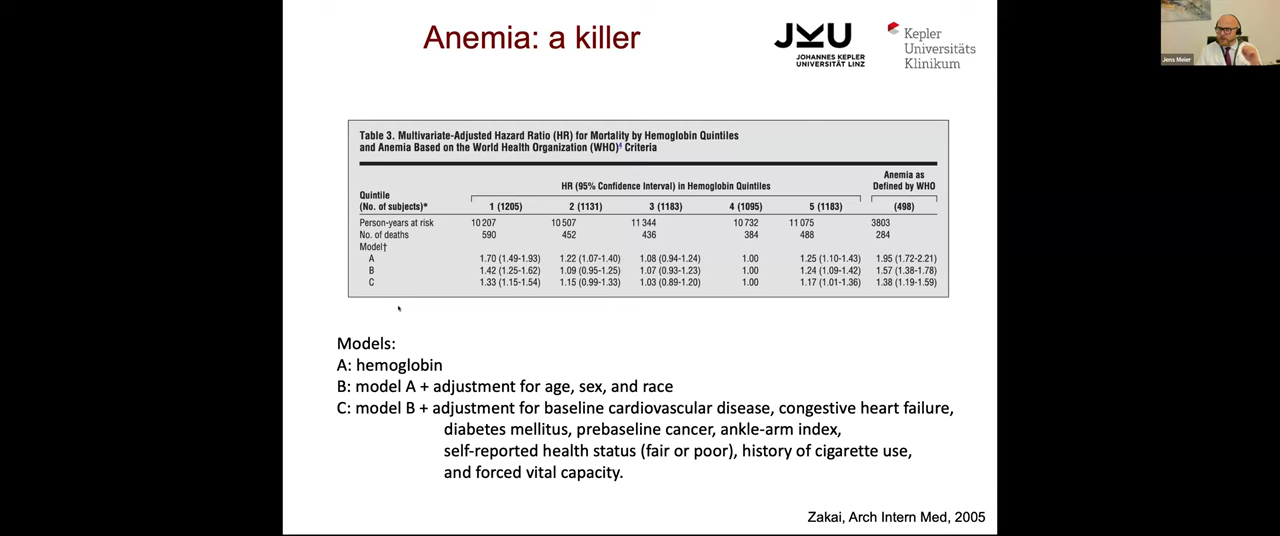 Anemia: a killer
JKU
JOHANNES KEPLER
UNIVERSITÄT LINZ
Kepler
Universitäts
Klinikum
Jens Meier
Table 3. Multivariate-Adjusted Hazard Ratio (HR) for Mortality by Hemoglobin Quintiles
and Anemia Based on the World Health Organization (WHO)4 Criteria
Anemia as
Defined by WHO
HR (95% Confidence Interval) in Hemoglobin Quintiles
Quintile
(No. of subjects)* 1 (1205) 2 (1131) 3 (1183) 4 (1095) 5 (1183) (498)
Person-years at risk 10 207 10 507 11 344 10 732 11 075 3803
No. of deaths 590 452 436 384 488 284
Model†
A 1.70 (1.49-1.93) 1.22 (1.07-1.40) 1.08 (0.94-1.24) 1.00 1.25 (1.10-1.43) 1.95 (1.72-2.21)
B 1.42 (1.25-1.62) 1.09 (0.95-1.25) 1.07 (0.93-1.23) 1.00 1.24 (1.09-1.42) 1.57 (1.38-1.78)
C 1.33 (1.15-1.54) 1.15 (0.99-1.33) 1.03 (0.89-1.20) 1.00 1.17 (1.01-1.36) 1.38 (1.19-1.59)
Models:
A: hemoglobin
B: model A + adjustment for age, sex, and race
C: model B + adjustment for baseline cardiovascular disease, congestive heart failure,
diabetes mellitus, prebaseline cancer, ankle-arm index,
self-reported health status (fair or poor), history of cigarette use,
and forced vital capacity.
Zakai, Arch Intern Med, 2005